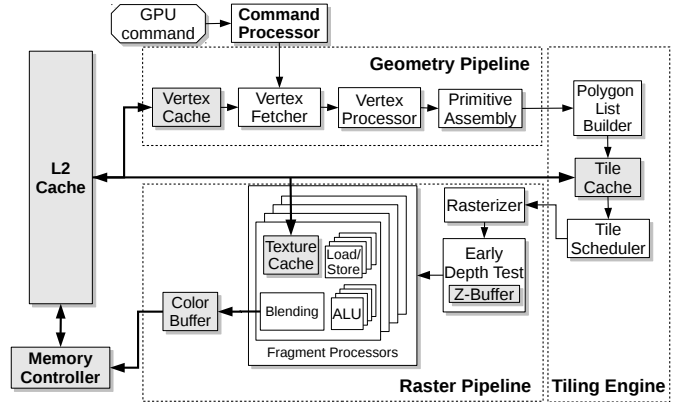 GPU
command
Command
Processor
Geometry Pipeline
Vertex
Cache
Vertex
Fetcher
Vertex
Processor
Primitive
Assembly
Polygon
List
Builder
L2
Cache
Tile
Cache
Tile
Scheduler
Rasterizer
Texture
Cache
Load/
Store
Early
Depth Test
Z-Buffer
Color
Buffer
Blending
ALU
Fragment Processors
Memory
Controller
Raster Pipeline
Tiling Engine